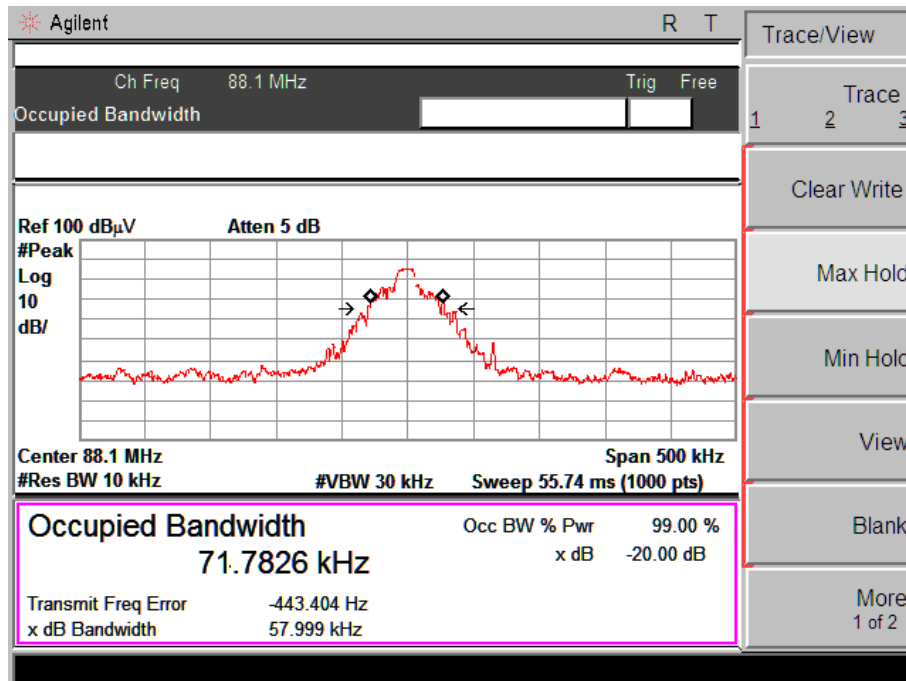 Agilent R T
Trace/View
Ch Freq 88.1 MHz Trig Free
Occupied Bandwidth
Trace
1 2 3
Clear Write
Ref 100 dBµV Atten 5 dB
#Peak
Log
10
dB/
Max Hold
Min Hold
Center 88.1 MHz Span 500 kHz
#Res BW 10 kHz #VBW 30 kHz Sweep 55.74 ms (1000 pts)
View
Occupied Bandwidth
71.7826 kHz
Occ BW % Pwr 99.00 %
x dB -20.00 dB
Transmit Freq Error -443.404 Hz
x dB Bandwidth 57.999 kHz
Blank
More
1 of 2